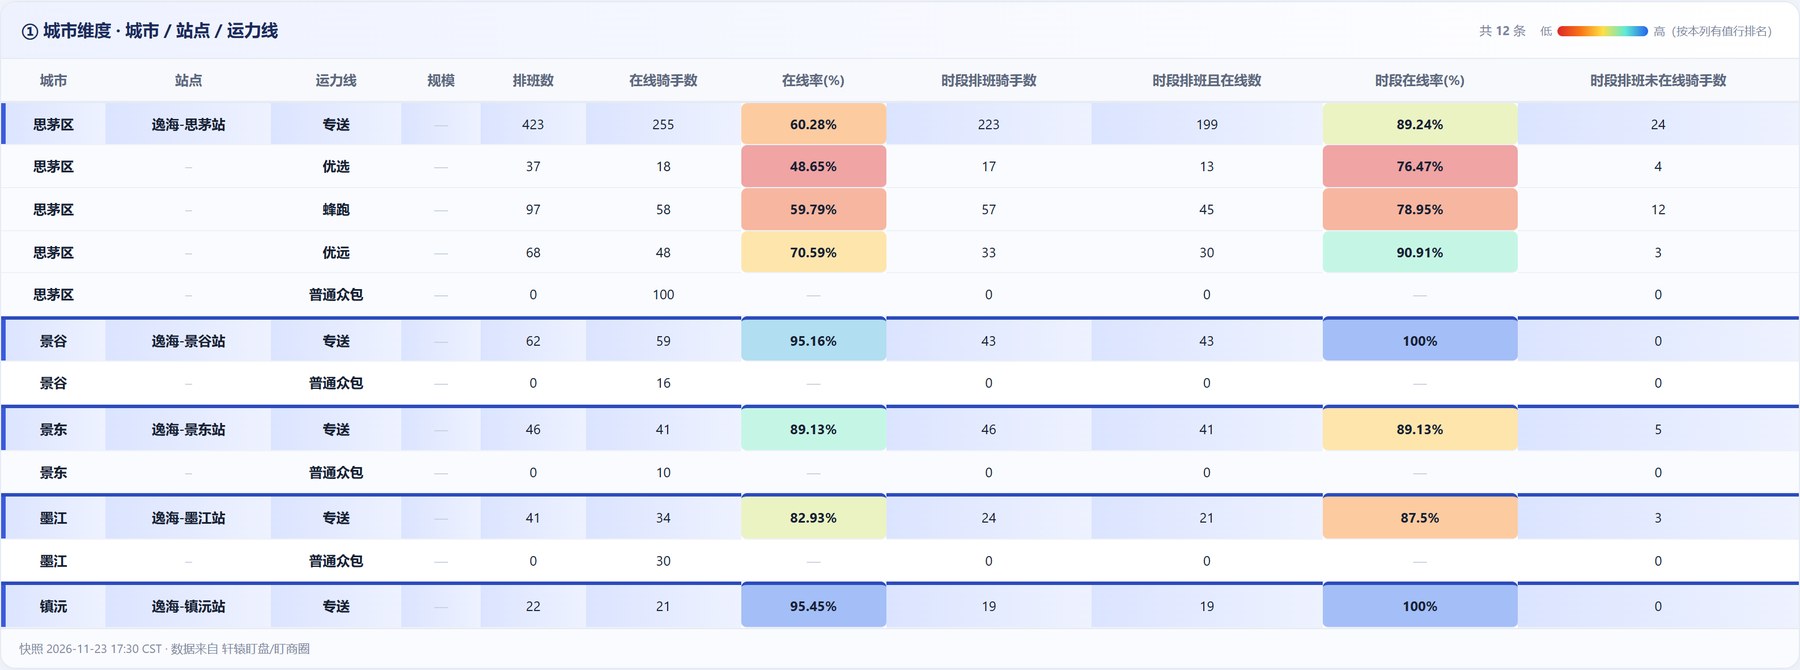 ① 城市维度 · 城市 / 站点 / 运力线 共 12 条 低 高 (按本列有值行排名)
城市 站点 运力线 规模 排班数 在线骑手数 在线率(%) 时段排班骑手数 时段排班且在线数 时段在线率(%) 时段排班未在线骑手数
思茅区 逸海-思茅站 专送 — 423 255 60.28% 223 199 89.24% 24
思茅区 – 优选 — 37 18 48.65% 17 13 76.47% 4
思茅区 – 蜂跑 — 97 58 59.79% 57 45 78.95% 12
思茅区 – 优远 — 68 48 70.59% 33 30 90.91% 3
思茅区 – 普通众包 — 0 100 — 0 0 — 0
景谷 逸海-景谷站 专送 — 62 59 95.16% 43 43 100% 0
景谷 – 普通众包 — 0 16 — 0 0 — 0
景东 逸海-景东站 专送 — 46 41 89.13% 46 41 89.13% 5
景东 – 普通众包 — 0 10 — 0 0 — 0
墨江 逸海-墨江站 专送 — 41 34 82.93% 24 21 87.5% 3
墨江 – 普通众包 — 0 30 — 0 0 — 0
镇沅 逸海-镇沅站 专送 — 22 21 95.45% 19 19 100% 0
快照 2026-11-23 17:30 CST · 数据来自 轩辕盯盘/盯商圈